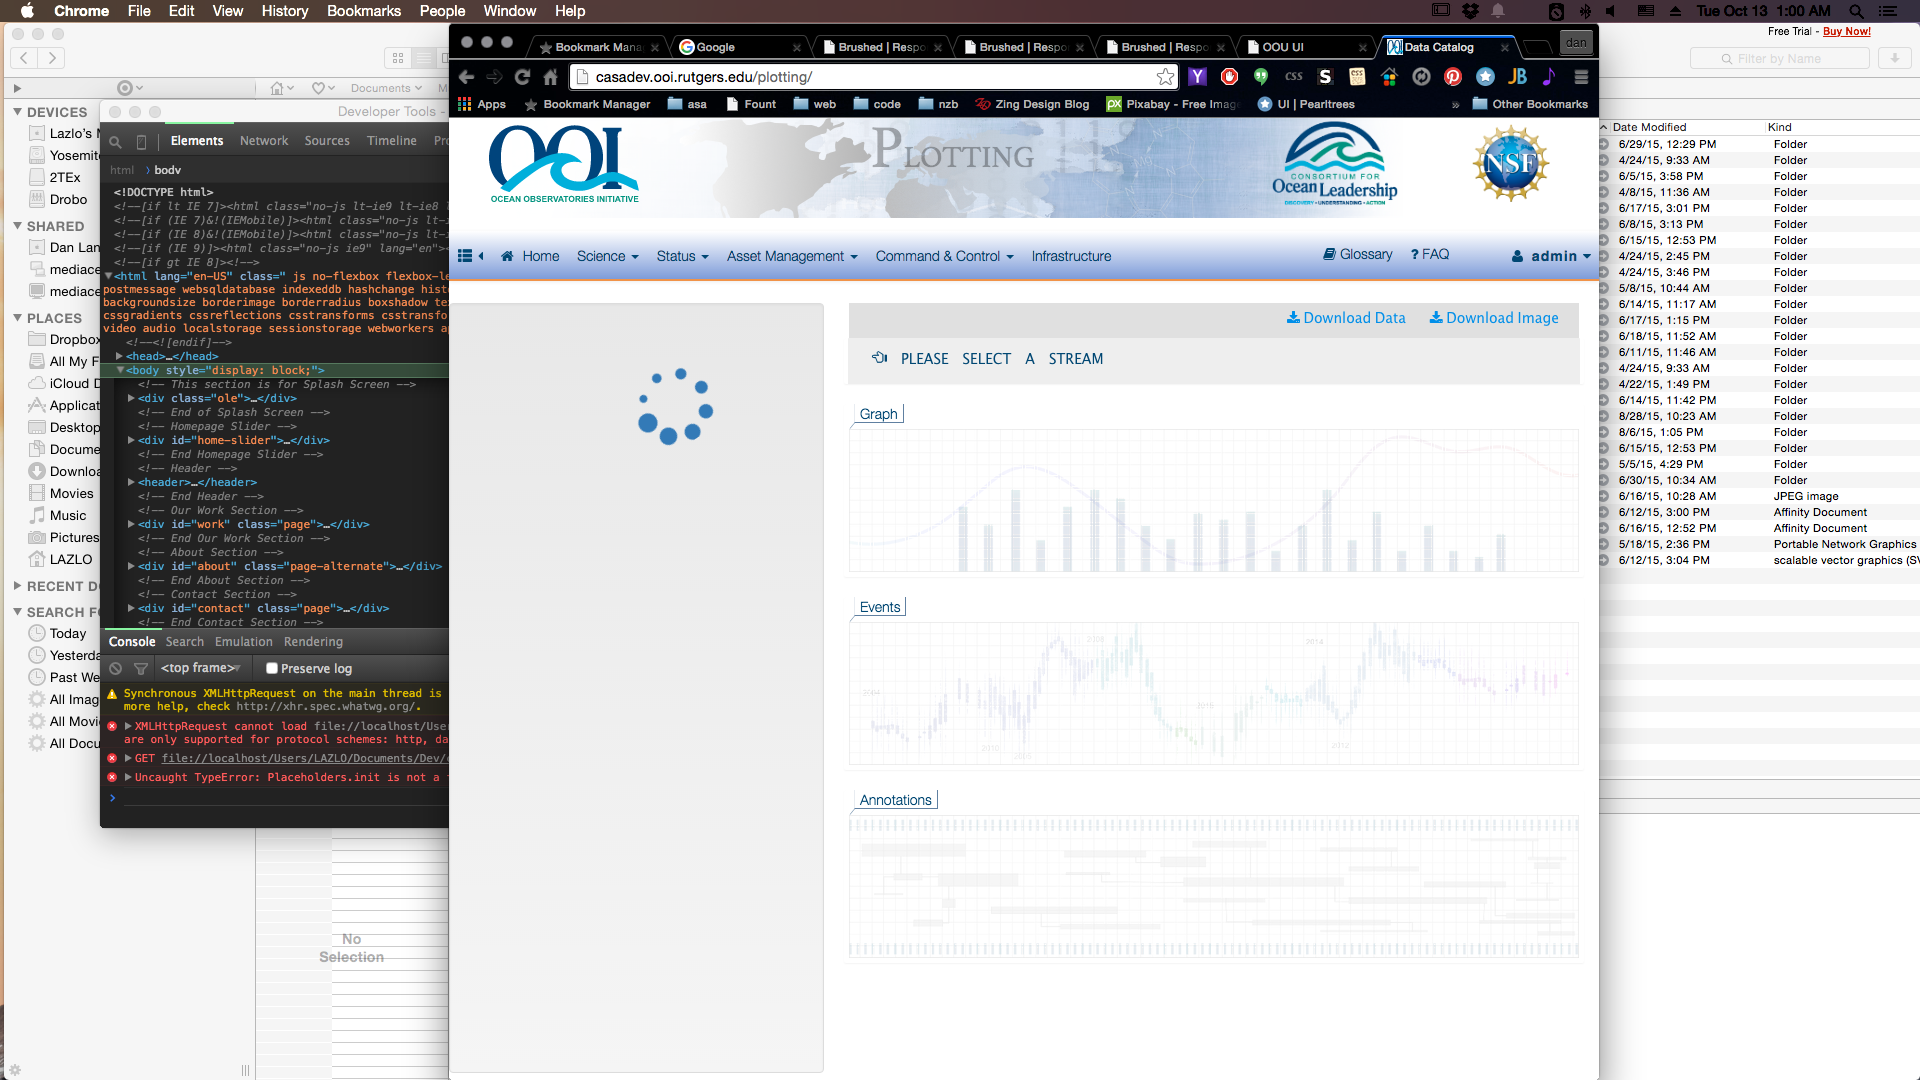 Chrome File Edit View History Bookmarks People Window Help
Tue Oct 13 1:00 AM
Free Trial - Buy Now!
Filter by Name
Documents
DEVICES
Lazlo's
Yosemite
2TEx
Drobo
SHARED
Dan Lan
mediace
mediace
PLACES
Dropbox
All My F
iCloud D
Applicat
Desktop
Docume
Downloa
Movies
Music
Pictures
LAZLO
RECENT D
SEARCH FO
Today
Yesterda
Past We
All Imag
All Movi
All Docu
No
Selection
Developer Tools -
Elements Network Sources Timeline Pro
html body
<!DOCTYPE html>
<!--[if lt IE 7]><html class="no-js lt-ie9 lt-ie8 l
<!--[if (IE 7)&!(IEMobile)]><html class="no-js lt-i
<!--[if (IE 8)&!(IEMobile)]><html class="no-js lt-i
<!--[if (IE 9)]><html class="no-js ie9" lang="en"><
<!--[if gt IE 8]><!-->
<html lang="en-US" class=" js no-flexbox flexbox-le
postmessage websqldatabase indexeddb hashchange hist
backgroundsize borderimage borderradius boxshadow te
cssgradients cssreflections csstransforms csstransfo
video audio localstorage sessionstorage webworkers a
<!--<![endif]-->
<head>…</head>
<body style="display: block;">
<!-- This section is for Splash Screen -->
<div class="ole">…</div>
<!-- End of Splash Screen -->
<!-- Homepage Slider -->
<div id="home-slider">…</div>
<!-- End Homepage Slider -->
<!-- Header -->
<header>…</header>
<!-- End Header -->
<!-- Our Work Section -->
<div id="work" class="page">…</div>
<!-- End Our Work Section -->
<!-- About Section -->
<div id="about" class="page-alternate">…</div>
<!-- End About Section -->
<!-- Contact Section -->
<div id="contact" class="page">…</div>
<!-- End Contact Section -->
Console Search Emulation Rendering
<top frame> Preserve log
Synchronous XMLHttpRequest on the main thread is
more help, check http://xhr.spec.whatwg.org/.
XMLHttpRequest cannot load file://localhost/User
are only supported for protocol schemes: http, da
GET file://localhost/Users/LAZLO/Documents/Dev/
Uncaught TypeError: Placeholders.init is not a
Bookmark Mana Google Brushed | Respo Brushed | Respo Brushed | Respo OOU UI Data Catalog dan
casadev.ooi.rutgers.edu/plotting/
Apps Bookmark Manager asa Fount web code nzb Zing Design Blog Pixabay - Free Imag UI | Pearltrees » Other Bookmarks
OOI
OCEAN OBSERVATORIES INITIATIVE
PLOTTING
CONSORTIUM FOR
Ocean Leadership
DISCOVERY • UNDERSTANDING • ACTION
NSF
Home Science Status Asset Management Command & Control Infrastructure Glossary ? FAQ admin
Download Data Download Image
PLEASE SELECT A STREAM
Graph
Events
2014
2012
Annotations
Date Modified Kind
6/29/15, 12:29 PM Folder
4/24/15, 9:33 AM Folder
6/5/15, 3:58 PM Folder
4/8/15, 11:36 AM Folder
6/17/15, 3:01 PM Folder
6/8/15, 3:13 PM Folder
6/15/15, 12:53 PM Folder
4/24/15, 2:45 PM Folder
4/24/15, 3:46 PM Folder
5/8/15, 10:44 AM Folder
6/14/15, 11:17 AM Folder
6/17/15, 1:15 PM Folder
6/18/15, 11:52 AM Folder
6/11/15, 11:46 AM Folder
4/24/15, 9:33 AM Folder
4/22/15, 1:49 PM Folder
6/14/15, 11:42 PM Folder
8/28/15, 10:23 AM Folder
8/6/15, 1:05 PM Folder
6/15/15, 12:53 PM Folder
5/5/15, 4:29 PM Folder
6/30/15, 10:34 AM Folder
6/16/15, 10:28 AM JPEG image
6/12/15, 3:00 PM Affinity Document
6/16/15, 12:52 PM Affinity Document
5/18/15, 2:36 PM Portable Network Graphics
6/12/15, 3:04 PM scalable vector graphics (SV